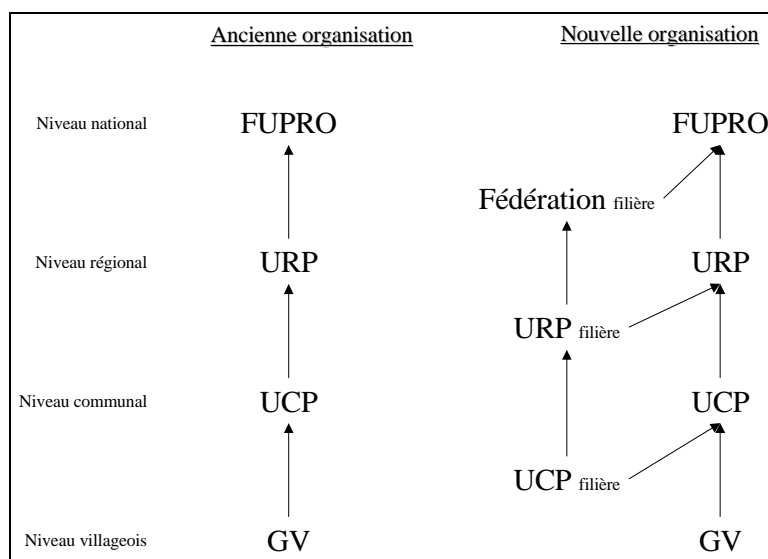 Ancienne organisation Nouvelle organisation
Niveau national FUPRO FUPRO
Fédération filière
Niveau régional URP URP
URP filière
Niveau communal UCP UCP
UCP filière
Niveau villageois GV GV